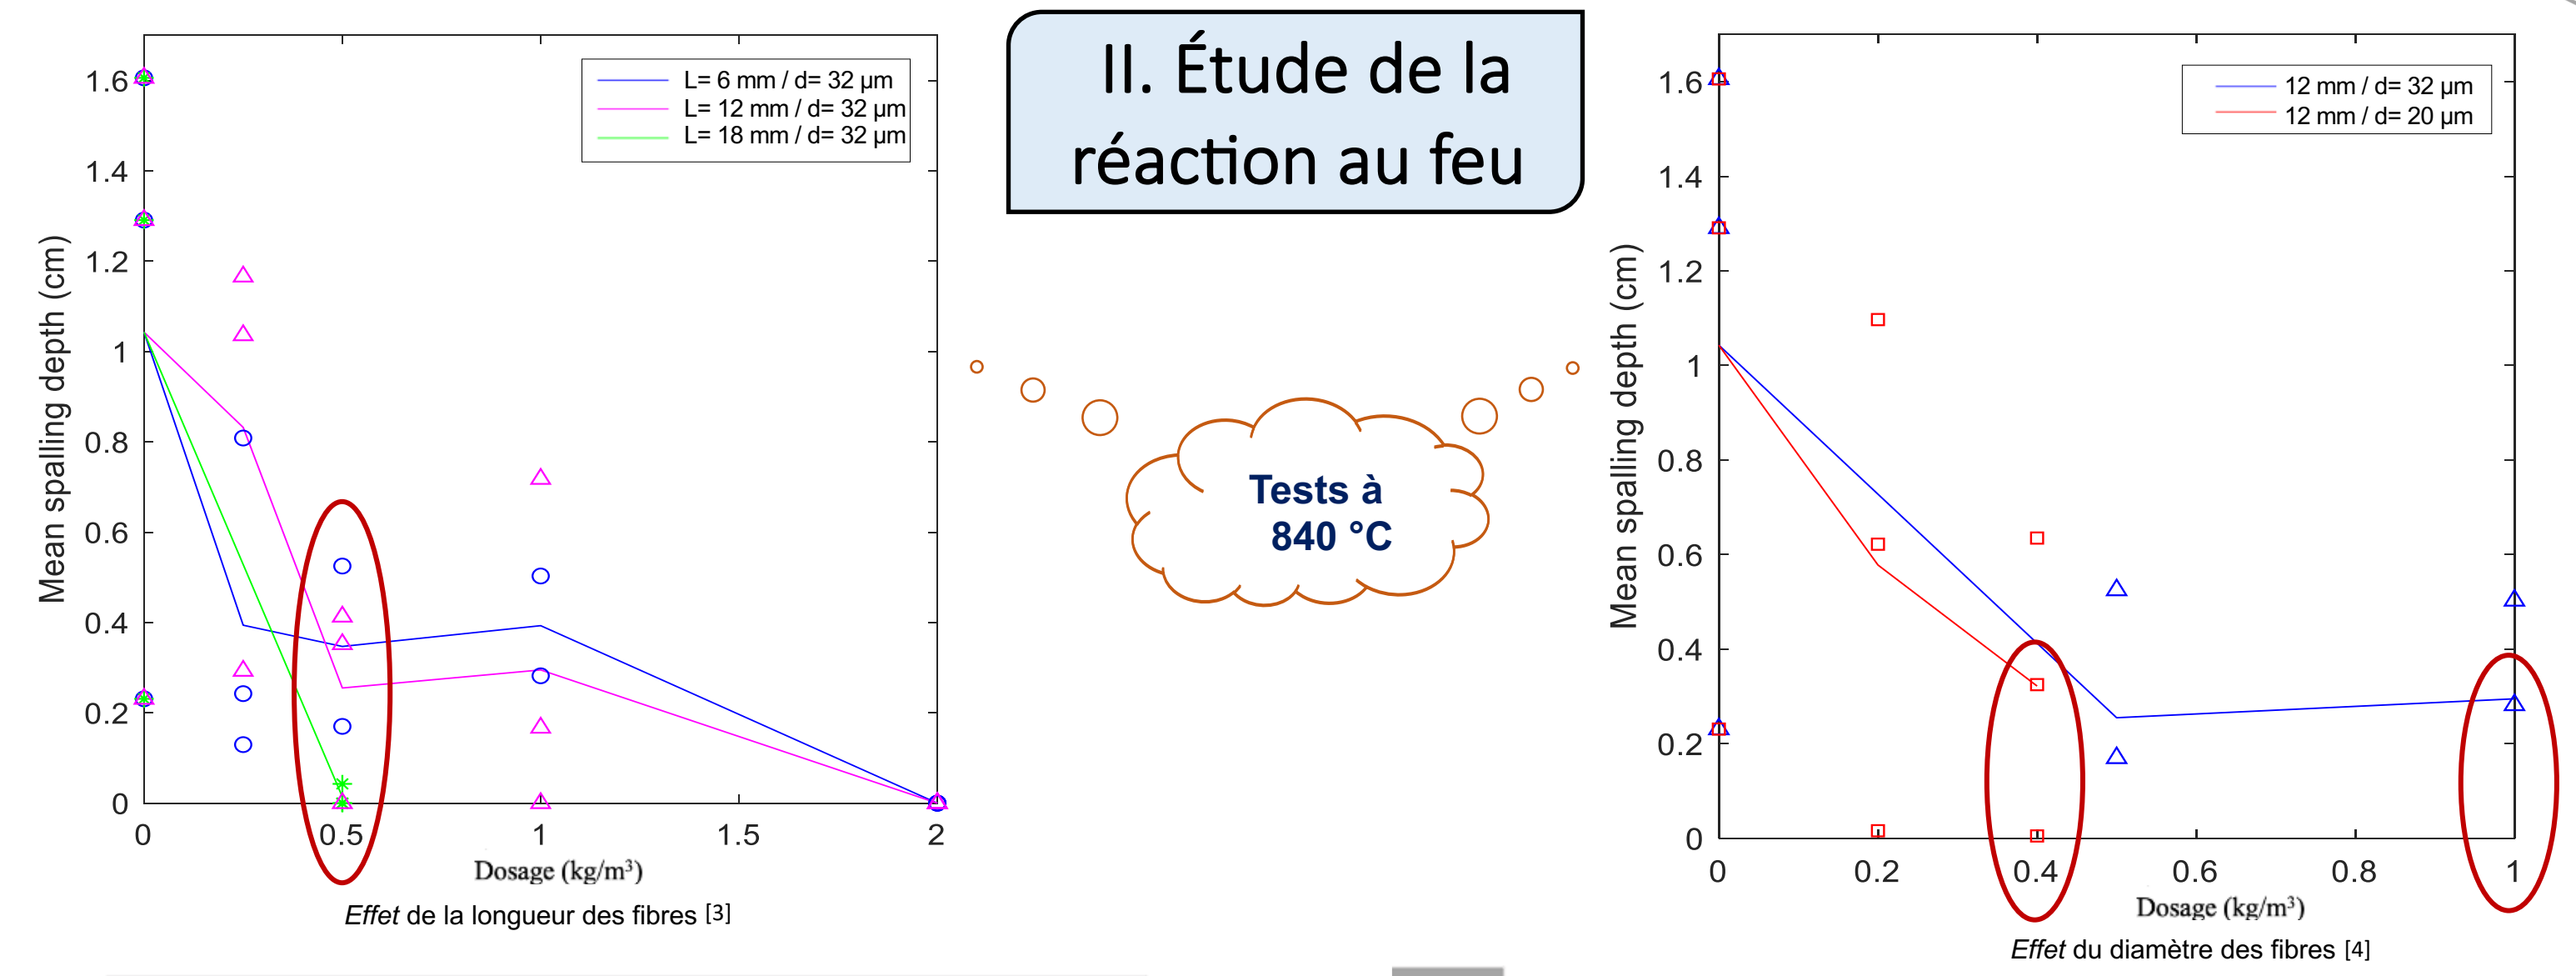 II. Étude de la
réaction au feu
Mean spalling depth (cm)
1.6
1.4
1.2
1
0.8
0.6
0.4
0.2
0
0
0.5
1
1.5
2
L= 6 mm / d= 32 µm
L= 12 mm / d= 32 µm
L= 18 mm / d= 32 µm
Dosage (kg/m³)
Effet de la longueur des fibres [3]
Tests à
840 °C
Mean spalling depth (cm)
1.6
1.4
1.2
1
0.8
0.6
0.4
0.2
0
0
0.2
0.4
0.6
0.8
1
12 mm / d= 32 µm
12 mm / d= 20 µm
Dosage (kg/m³)
Effet du diamètre des fibres [4]